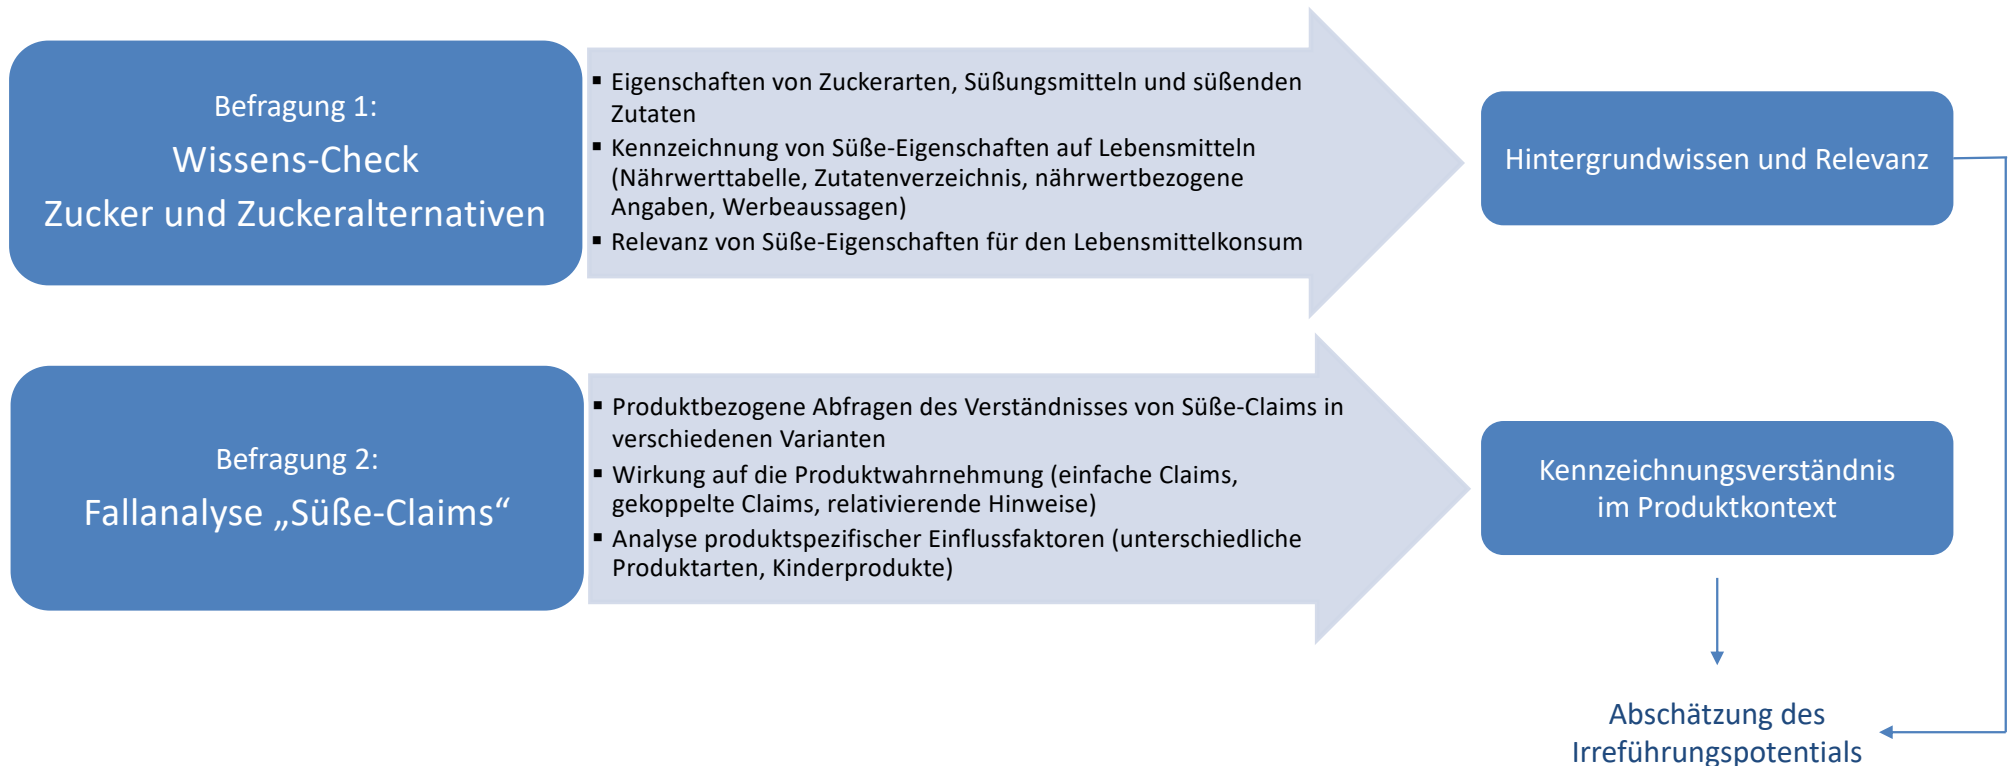 Befragung 1:
Wissens-Check
Zucker und Zuckeralternativen
▪ Eigenschaften von Zuckerarten, Süßungsmitteln und süßenden
Zutaten
▪ Kennzeichnung von Süße-Eigenschaften auf Lebensmitteln
(Nährwerttabelle, Zutatenverzeichnis, nährwertbezogene
Angaben, Werbeaussagen)
▪ Relevanz von Süße-Eigenschaften für den Lebensmittelkonsum
Hintergrundwissen und Relevanz
Befragung 2:
Fallanalyse „Süße-Claims“
▪ Produktbezogene Abfragen des Verständnisses von Süße-Claims in
verschiedenen Varianten
▪ Wirkung auf die Produktwahrnehmung (einfache Claims,
gekoppelte Claims, relativierende Hinweise)
▪ Analyse produktspezifischer Einflussfaktoren (unterschiedliche
Produktarten, Kinderprodukte)
Kennzeichnungsverständnis
im Produktkontext
Abschätzung des
Irreführungspotentials